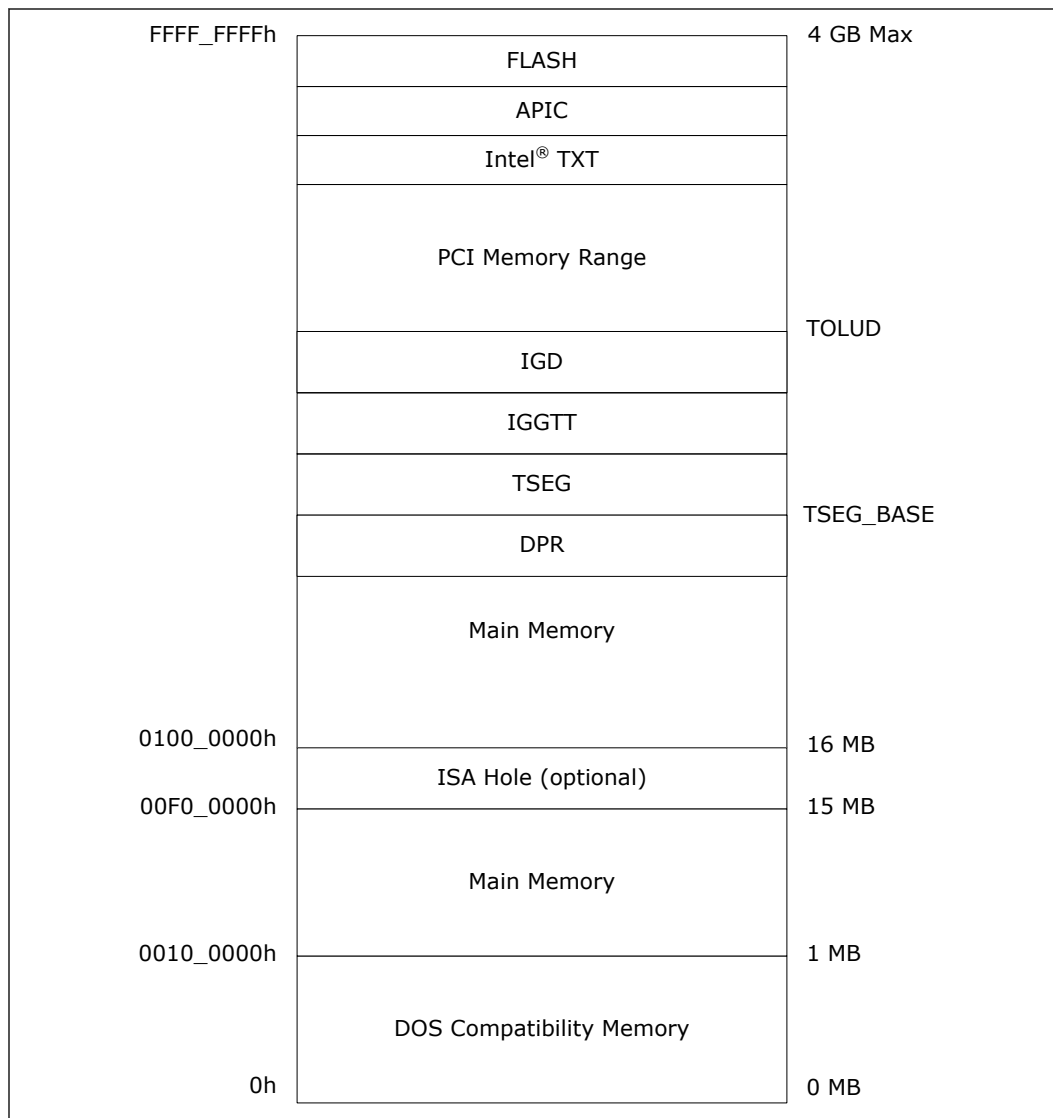 FFFF_FFFFh 4 GB Max
FLASH
APIC
Intel® TXT
PCI Memory Range
TOLUD
IGD
IGGTT
TSEG
TSEG_BASE
DPR
Main Memory
0100_0000h 16 MB
ISA Hole (optional)
00F0_0000h 15 MB
Main Memory
0010_0000h 1 MB
DOS Compatibility Memory
0h 0 MB